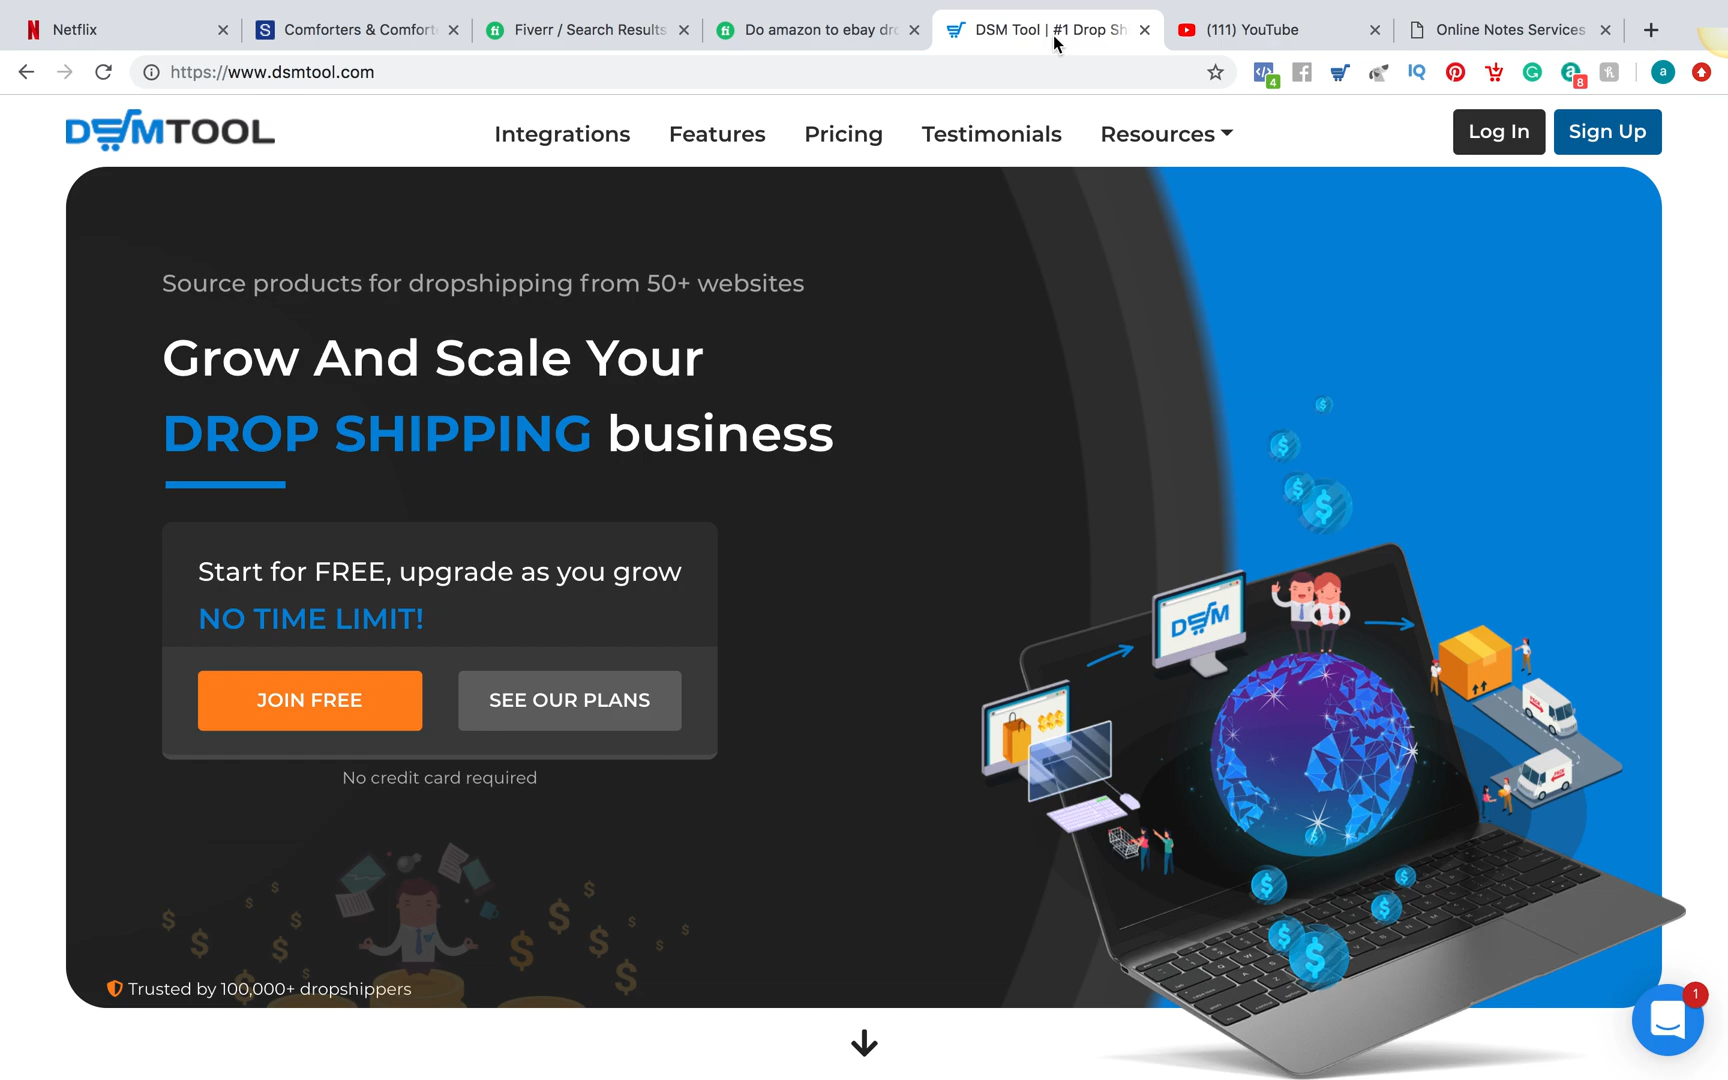 Netflix
Comforters & Comfort
Fiverr / Search Results
Do amazon to ebay dr
DSM Tool | #1 Drop Sh
(111) YouTube
Online Notes Services
https://www.dsmtool.com
4
IQ
8
a
DSMTOOL
Integrations
Features
Pricing
Testimonials
Resources
Log In
Sign Up
Source products for dropshipping from 50+ websites
Grow And Scale Your
DROP SHIPPING business
Start for FREE, upgrade as you grow
NO TIME LIMIT!
JOIN FREE
SEE OUR PLANS
No credit card required
DSM
Trusted by 100,000+ dropshippers
1